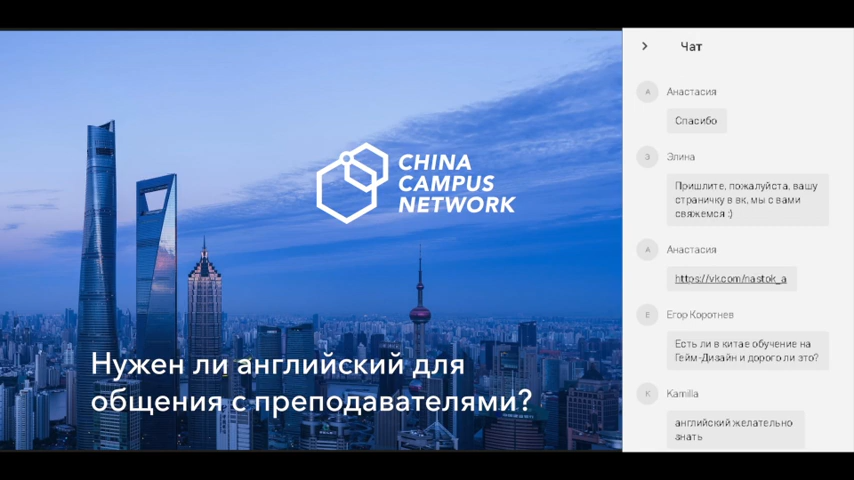 CHINA
CAMPUS
NETWORK
Нужен ли английский для
общения с преподавателями?
Чат
А
Анастасия
Спасибо
Э
Элина
Пришлите, пожалуйста, вашу
страничку в вк, мы с вами
свяжемся :)
А
Анастасия
https://vk.com/nastok_a
Е
Егор Коротнев
Есть ли в китае обучение на
Гейм-Дизайн и дорого ли это?
K
Kamilla
английский желательно
знать